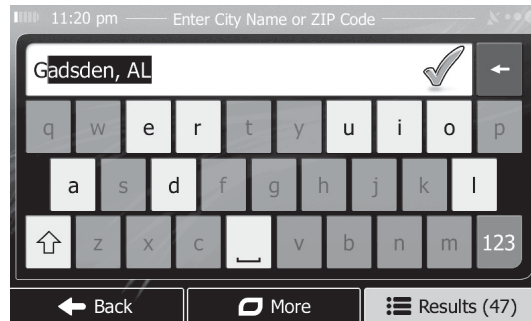 11:20 pm Enter City Name or ZIP Code
Gadsden, AL
q w e r t y u i o p
a s d f g h j k l
z x c v b n m 123
Back More Results (47)